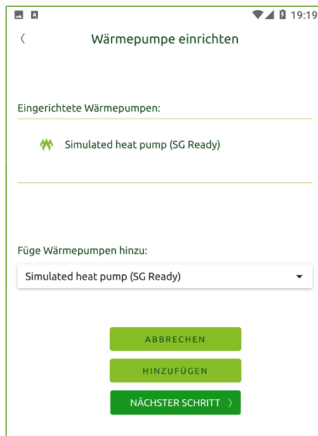 19:19
Wärmepumpe einrichten
Eingerichtete Wärmepumpen:
Simulated heat pump (SG Ready)
Füge Wärmepumpen hinzu:
Simulated heat pump (SG Ready)
ABBRECHEN
HINZUFÜGEN
NÄCHSTER SCHRITT